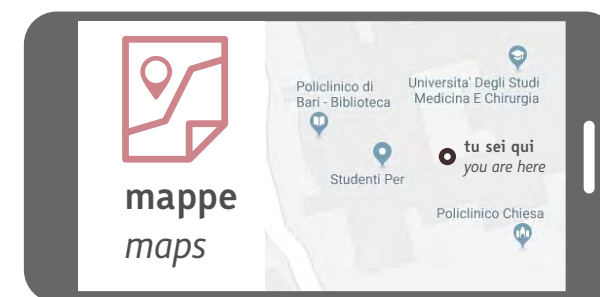 mappe
maps
Policlinico di
Bari - Biblioteca
Universita' Degli Studi
Medicina E Chirurgia
tu sei qui
you are here
Studenti Per
Policlinico Chiesa